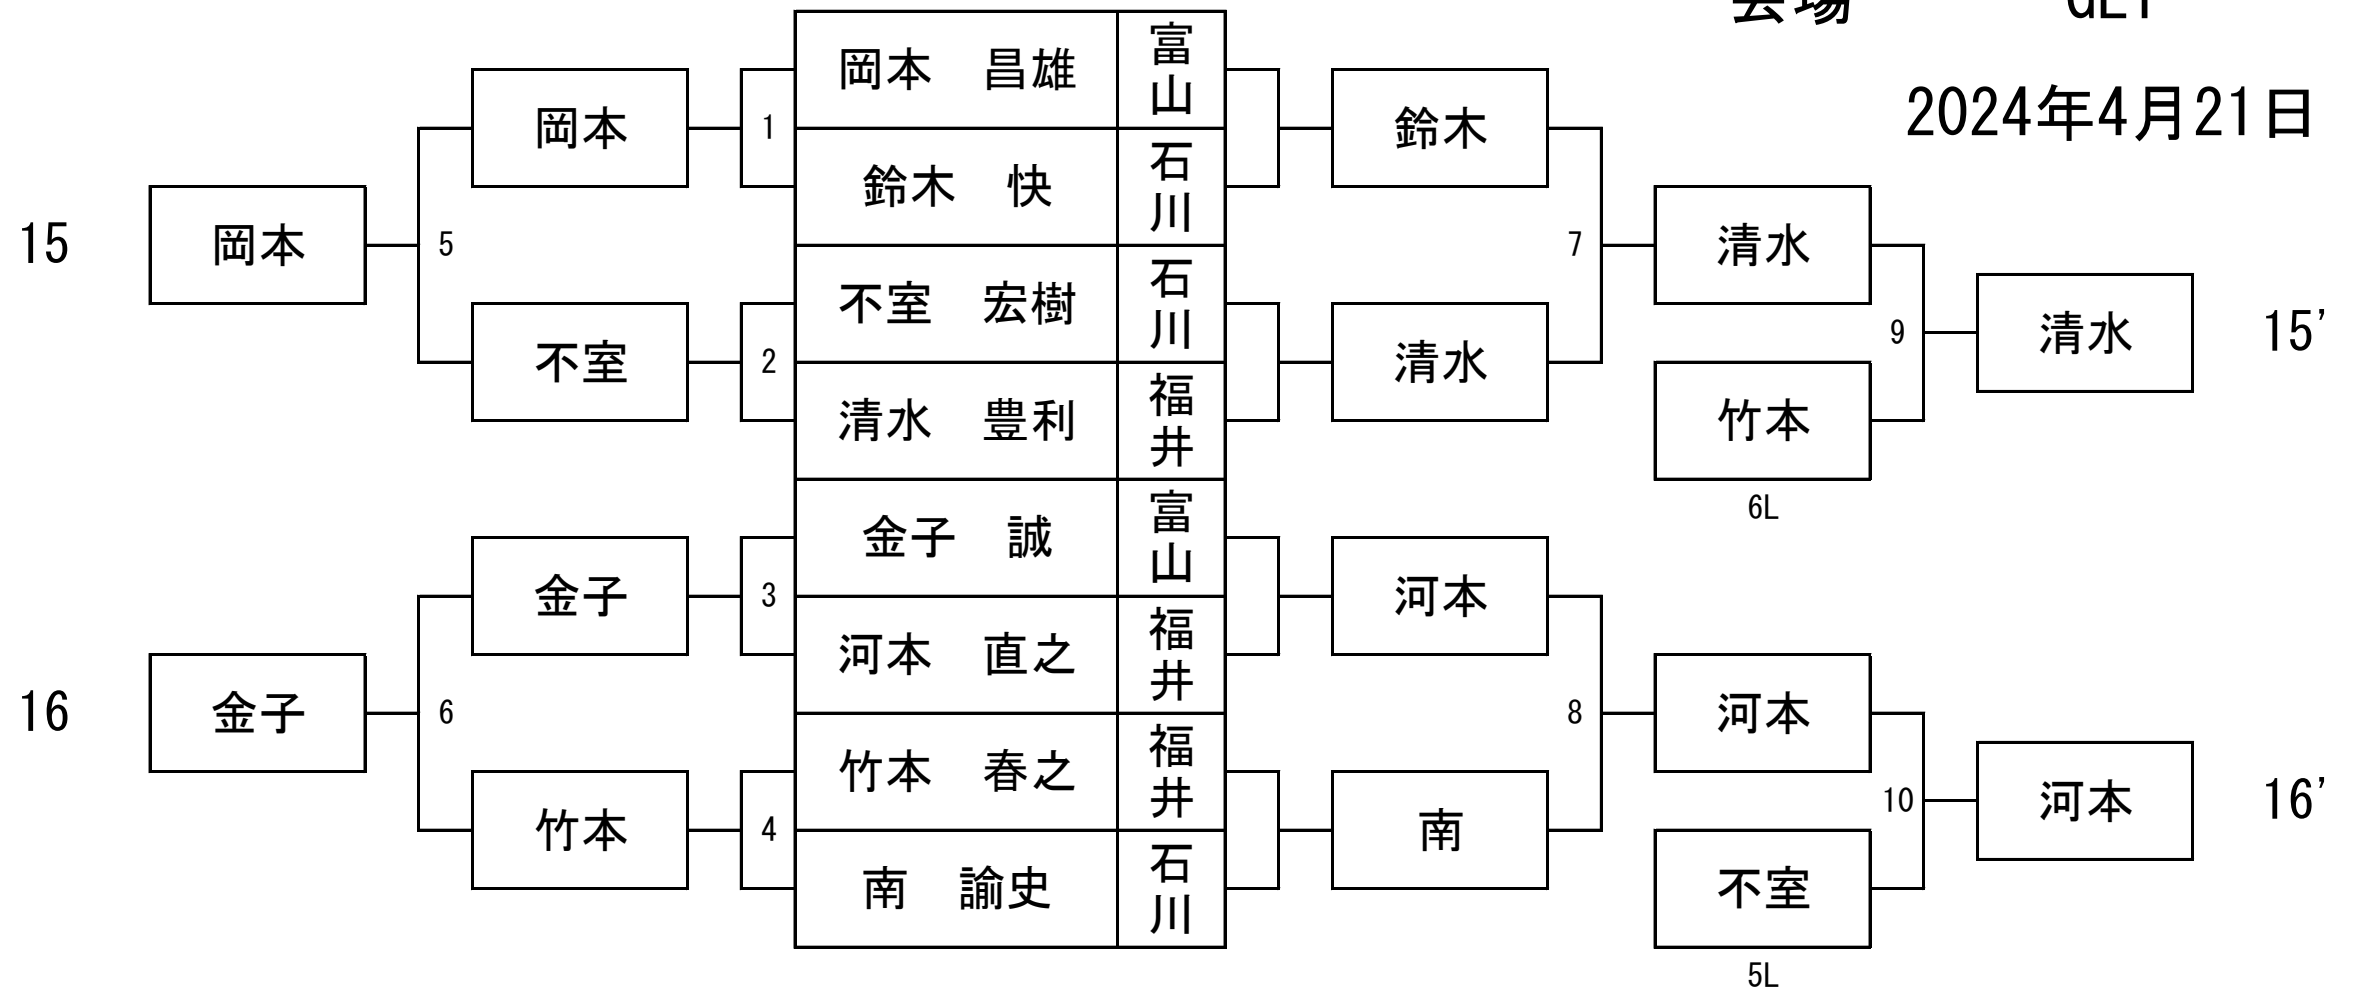 2024年4月21日
岡本　昌雄 富山
岡本 1 鈴木
鈴木　快 石川
15 岡本 5 7 清水
不室　宏樹 石川
清水 9 清水 15'
不室 2 清水
清水　豊利 福井
竹本
6L
金子　誠 富山
金子 3 河本
河本　直之 福井
16 金子 6 8 河本
竹本　春之 福井
10 河本 16'
竹本 4 南
南　諭史 石川
不室
5L